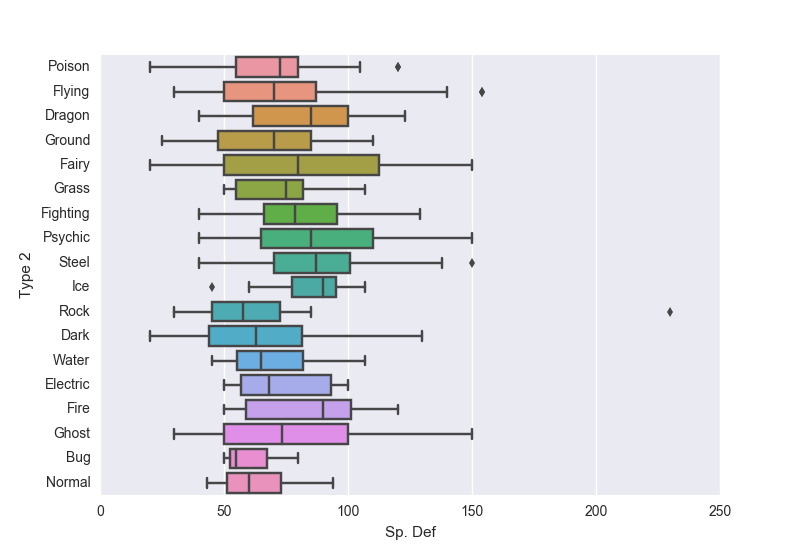 Poison
Flying
Dragon
Ground
Fairy
Grass
Fighting
Psychic
Steel
Ice
Rock
Dark
Water
Electric
Fire
Ghost
Bug
Normal
Type 2
0 50 100 150 200 250
Sp. Def